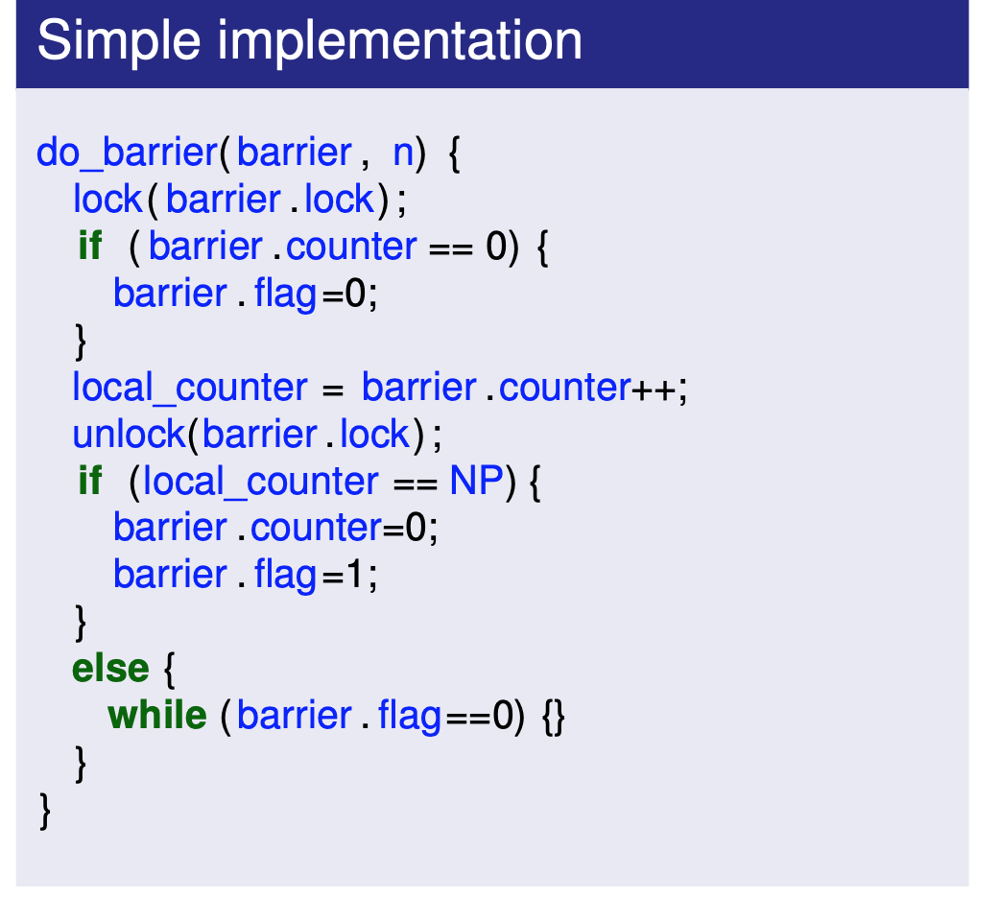 Simple implementation
do_barrier(barrier, n) {
lock(barrier.lock);
if (barrier.counter == 0) {
barrier.flag=0;
}
local_counter = barrier.counter++;
unlock(barrier.lock);
if (local_counter == NP) {
barrier.counter=0;
barrier.flag=1;
}
else {
while (barrier.flag==0) {}
}
}